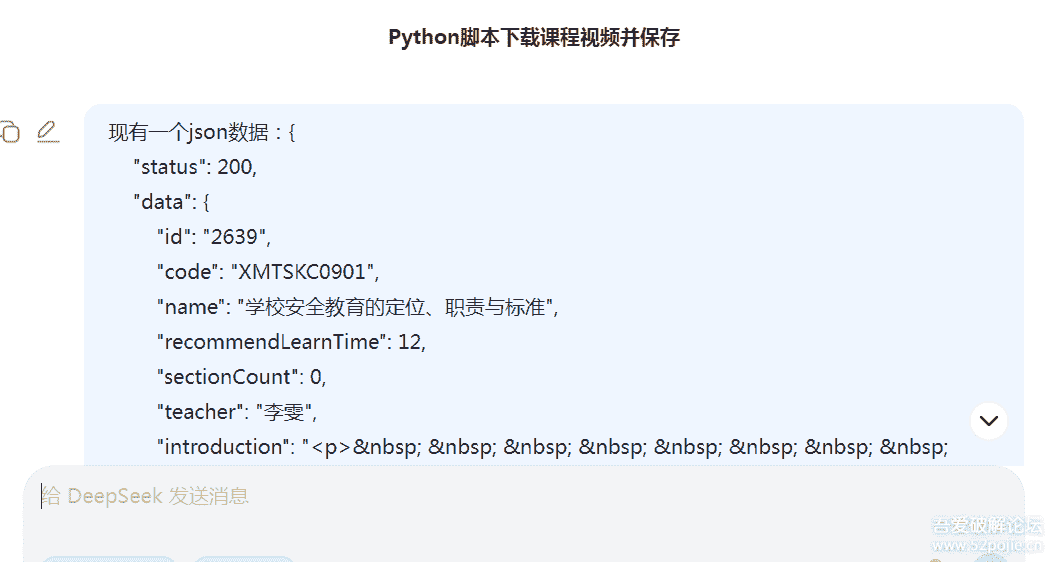 Python脚本下载课程视频并保存
现有一个json数据：{
"status": 200,
"data": {
"id": "2639",
"code": "XMTSKC0901",
"name": "学校安全教育的定位、职责与标准",
"recommendLearnTime": 12,
"sectionCount": 0,
"teacher": "李雯",
"introduction": "<p>&nbsp; &nbsp; &nbsp; &nbsp; &nbsp; &nbsp; &nbsp; &nbsp;
给 DeepSeek 发送消息
吾爱破解论坛
www.52pojie.cn